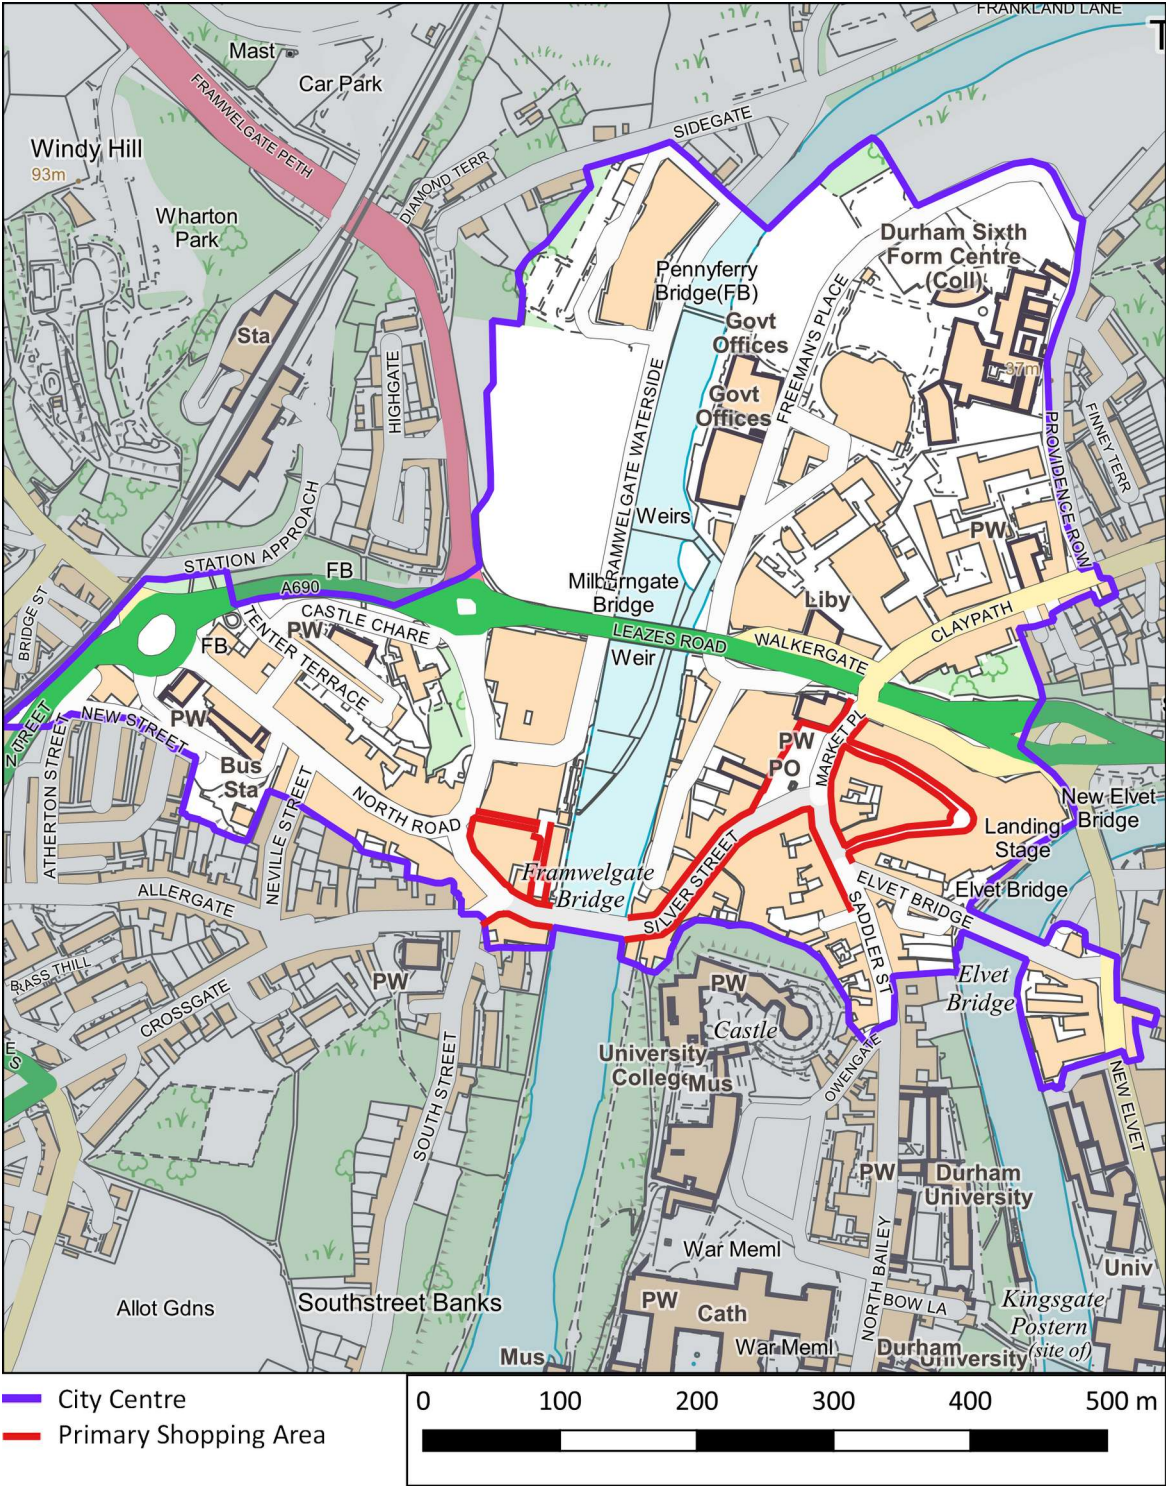 FRANKLAND LANE
T
Mast
Car Park
FRAMWELGATE PETH
SIDEGATE
Windy Hill
93m
DIAMOND TERR
Wharton
Park
Durham Sixth
Form Centre
(Coll)
Pennyferry
Bridge(FB)
Govt
Offices
FREEMAN'S PLACE
Sta
HIGHGATE
37m
Govt
Offices
FRAMWELGATE WATERSIDE
PROVIDENCE ROW
FINNEY TERR
STATION APPROACH
Weirs
PW
FB
A690
Milburngate
Bridge
Liby
BRIDGE ST
CASTLE CHARE
PW
FB
TENTER TERRACE
LEAZES ROAD
Weir
WALKERGATE
CLAYPATH
PW
NEW STREET
N STREET
ATHERTON STREET
Bus
Sta
MARKET PL
PW
PO
NORTH ROAD
NEVILLE STREET
New Elvet
Bridge
Landing
Stage
SILVER STREET
Framwelgate
Bridge
ELVET BRIDGE
Elvet Bridge
ALLERGATE
SADDLER ST
BRASS THILL
CROSSGATE
PW
PW
Castle
Elvet
Bridge
University
College
Mus
OWENGATE
SOUTH STREET
NEW ELVET
ES
PW
Durham
University
War Meml
NORTH BAILEY
Univ
Allot Gdns
Southstreet Banks
PW
Cath
War Meml
BOW LA
Kingsgate
Postern
(site of)
Durham
University
Mus
City Centre
Primary Shopping Area
0 100 200 300 400 500 m